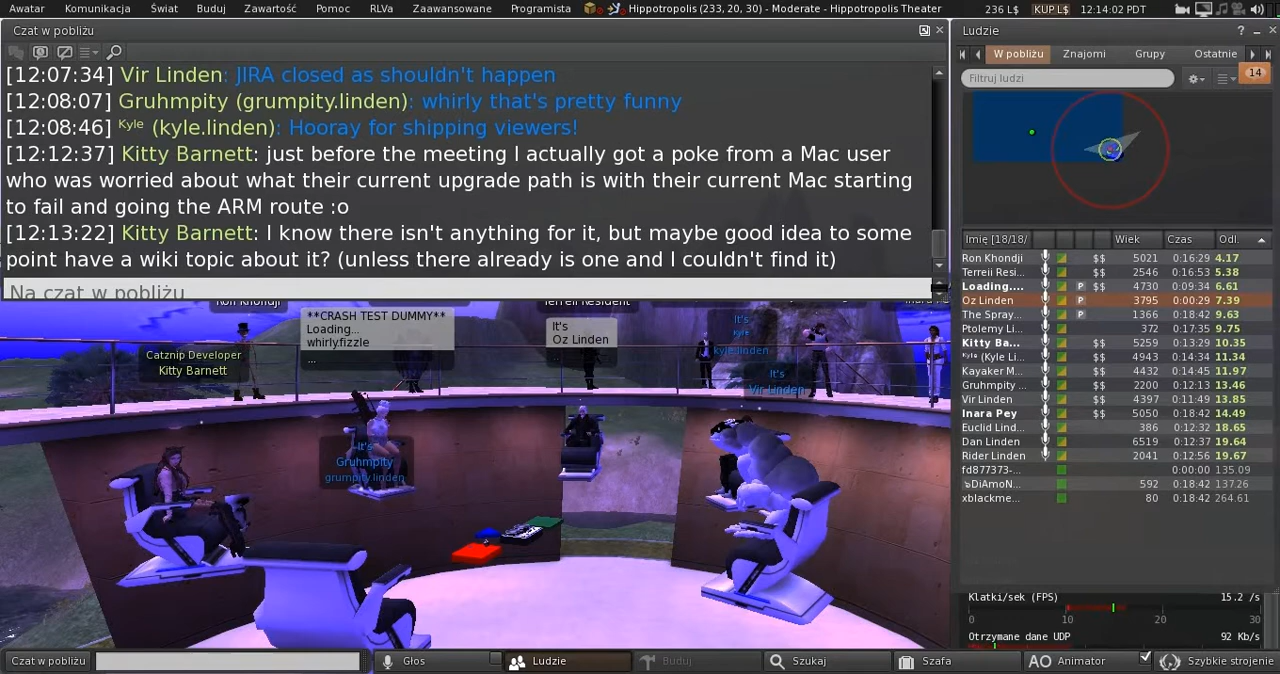 Awatar Komunikacja Świat Buduj Zawartość Pomoc RLVa Zaawansowane Programista Hippotropolis (233, 20, 30) - Moderate - Hippotropolis Theater 236 L$ KUP L$ 12:14:02 PDT
Czat w pobliżu
[12:07:34] Vir Linden: JIRA closed as shouldn't happen
[12:08:07] Gruhmpity (grumpity.linden): whirly that's pretty funny
[12:08:46] ᴷʸˡᵉ (kyle.linden): Hooray for shipping viewers!
[12:12:37] Kitty Barnett: just before the meeting I actually got a poke from a Mac user
who was worried about what their current upgrade path is with their current Mac starting
to fail and going the ARM route :o
[12:13:22] Kitty Barnett: I know there isn't anything for it, but maybe good idea to some
point have a wiki topic about it? (unless there already is one and I couldn't find it)
Na czat w pobliżu
Ron Khondji
Terreii Resident
**CRASH TEST DUMMY**
Loading...
whirly.fizzle
...
It's
Oz Linden
It's
ᴷʸˡᵉ
kyle.linden
It's
Vir Linden
Catznip Developer
Kitty Barnett
It's
Gruhmpity
grumpity.linden
Ludzie
W pobliżu Znajomi Grupy Ostatnie
14
Filtruj ludzi
Imię [18/18/ Wiek Czas Odl.
Ron Khondji $$ 5021 0:16:29 4.17
Terreii Resi... 2546 0:16:53 5.38
Loading.... P $$ 4730 0:09:34 6.61
Oz Linden P 3795 0:00:29 7.39
The Spray... P 1366 0:18:42 9.63
Ptolemy Li... 372 0:17:35 9.75
Kitty Ba... $$ 5259 0:13:29 10.35
ᴷʸˡᵉ (Kyle Li... $$ 4943 0:14:34 11.34
Kayaker M... $$ 4432 0:14:45 11.97
Gruhmpity ... $$ 2200 0:12:13 13.46
Vir Linden $$ 4397 0:11:49 13.85
Inara Pey $$ 5050 0:18:42 14.49
Euclid Lind... 386 0:12:32 18.65
Dan Linden 6519 0:12:37 19.64
Rider Linden 2041 0:12:56 19.67
fd877373-... 0:00:00 135.09
DiAmoN... 592 0:18:42 137.26
xblackme... 80 0:18:42 264.61
Klatki/sek (FPS) 15.2 /s
0 10 20 30
Otrzymane dane UDP 92 Kb/s
Czat w pobliżu Głos Ludzie Buduj Szukaj Szafa AO Animator Szybkie strojenie